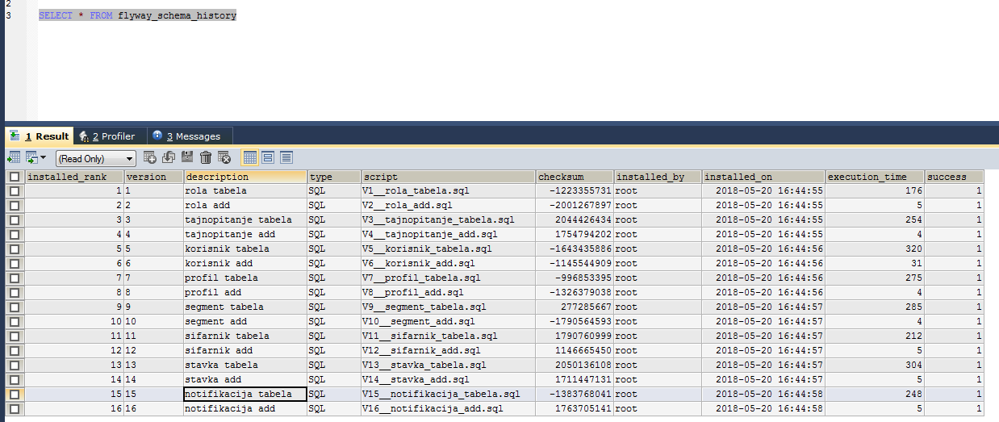 2
3 SELECT * FROM flyway_schema_history
1 Result 2 Profiler 3 Messages
(Read Only)
installed_rank version description type script checksum installed_by installed_on execution_time success
1 1 rola tabela SQL V1__rola_tabela.sql -1223355731 root 2018-05-20 16:44:55 176 1
2 2 rola add SQL V2__rola_add.sql -2001267897 root 2018-05-20 16:44:55 5 1
3 3 tajnopitanje tabela SQL V3__tajnopitanje_tabela.sql 2044426434 root 2018-05-20 16:44:55 254 1
4 4 tajnopitanje add SQL V4__tajnopitanje_add.sql 1754794202 root 2018-05-20 16:44:55 4 1
5 5 korisnik tabela SQL V5__korisnik_tabela.sql -1643435886 root 2018-05-20 16:44:56 320 1
6 6 korisnik add SQL V6__korisnik_add.sql -1145544909 root 2018-05-20 16:44:56 31 1
7 7 profil tabela SQL V7__profil_tabela.sql -996853395 root 2018-05-20 16:44:56 275 1
8 8 profil add SQL V8__profil_add.sql -1326379038 root 2018-05-20 16:44:56 4 1
9 9 segment tabela SQL V9__segment_tabela.sql 277285667 root 2018-05-20 16:44:57 285 1
10 10 segment add SQL V10__segment_add.sql -1790564593 root 2018-05-20 16:44:57 4 1
11 11 sifarnik tabela SQL V11__sifarnik_tabela.sql 1790760999 root 2018-05-20 16:44:57 212 1
12 12 sifarnik add SQL V12__sifarnik_add.sql 1146665450 root 2018-05-20 16:44:57 5 1
13 13 stavka tabela SQL V13__stavka_tabela.sql 2050136108 root 2018-05-20 16:44:57 304 1
14 14 stavka add SQL V14__stavka_add.sql 1711447131 root 2018-05-20 16:44:57 5 1
15 15 notifikacija tabela SQL V15__notifikacija_tabela.sql -1383768041 root 2018-05-20 16:44:58 248 1
16 16 notifikacija add SQL V16__notifikacija_add.sql 1763705141 root 2018-05-20 16:44:58 5 1